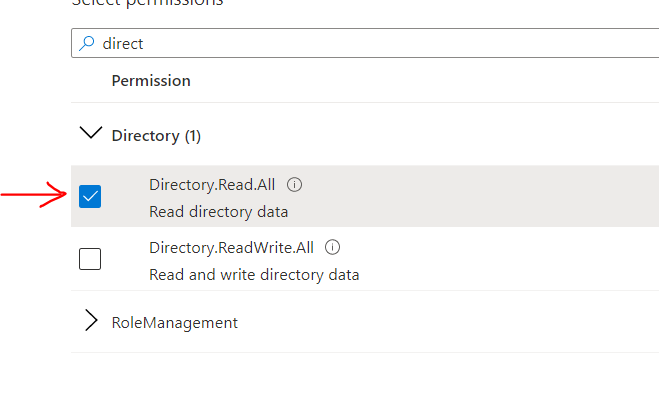 Select permissions
direct
Permission
Directory (1)
Directory.Read.All
Read directory data
Directory.ReadWrite.All
Read and write directory data
RoleManagement